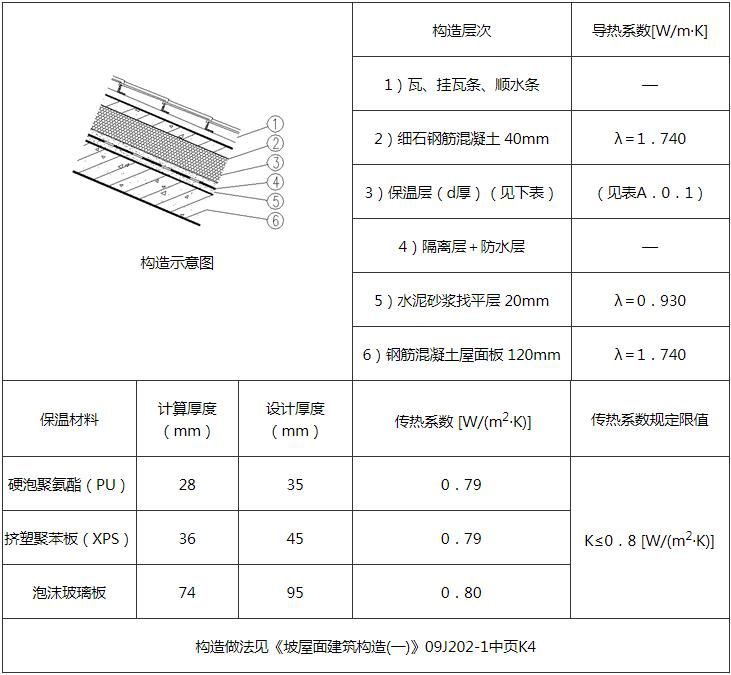 构造层次 导热系数[W/m·K]
1）瓦、挂瓦条、顺水条 —
2）细石钢筋混凝土 40mm λ＝1．740
3）保温层（d厚）（见下表） （见表A．0．1）
4）隔离层＋防水层 —
5）水泥砂浆找平层 20mm λ＝0．930
6）钢筋混凝土屋面板 120mm λ＝1．740
①
②
③
④
⑤
⑥
构造示意图
保温材料 计算厚度（mm） 设计厚度（mm） 传热系数 [W/(m²·K)] 传热系数规定限值
硬泡聚氨酯（PU） 28 35 0．79
挤塑聚苯板（XPS） 36 45 0．79 K≤0．8 [W/(m²·K)]
泡沫玻璃板 74 95 0．80
构造做法见《坡屋面建筑构造(一)》09J202-1中页K4